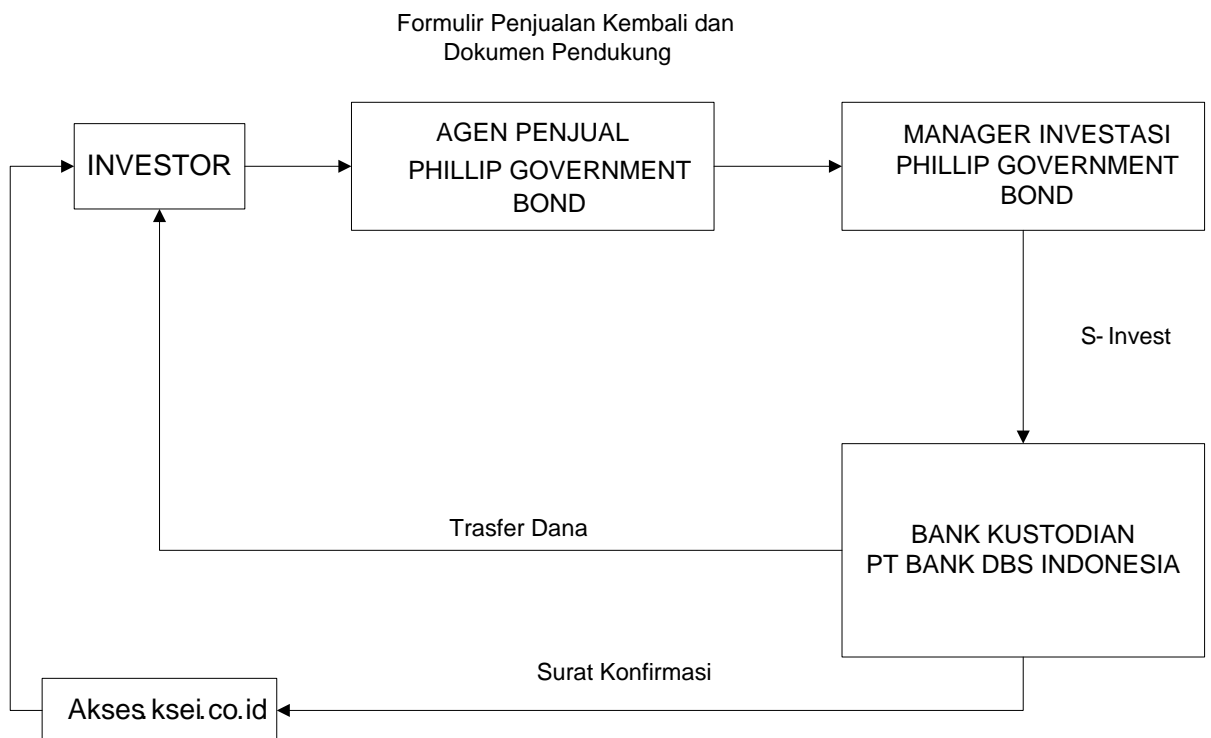 Formulir Penjualan Kembali dan
Dokumen Pendukung
INVESTOR
AGEN PENJUAL
PHILLIP GOVERNMENT
BOND
MANAGER INVESTASI
PHILLIP GOVERNMENT
BOND
S- Invest
Trasfer Dana
BANK KUSTODIAN
PT BANK DBS INDONESIA
Surat Konfirmasi
Akses.ksei.co.id